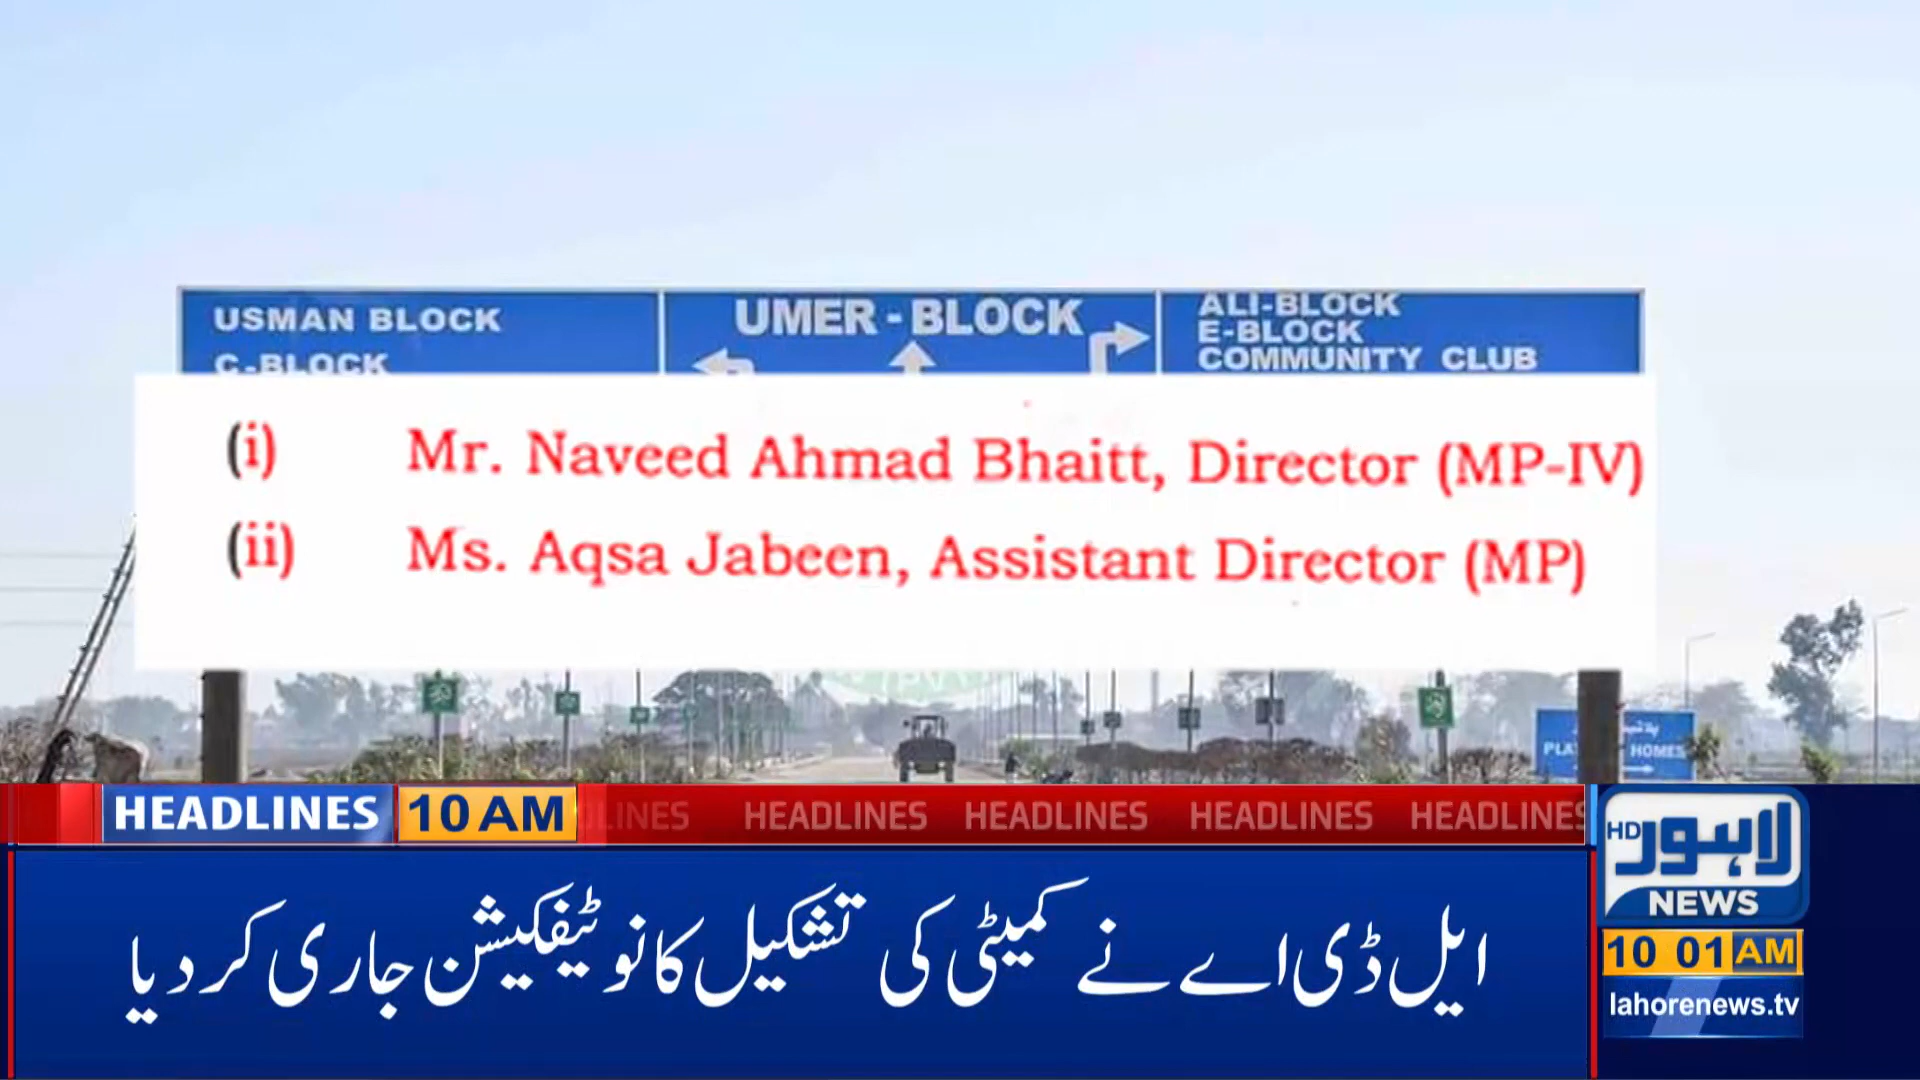 USMAN BLOCK
C-BLOCK
UMER - BLOCK
ALI-BLOCK
E-BLOCK
COMMUNITY CLUB
(i) Mr. Naveed Ahmad Bhaitt, Director (MP-IV)
(ii) Ms. Aqsa Jabeen, Assistant Director (MP)
HOMES
HEADLINES 10 AM
LINES HEADLINES HEADLINES HEADLINES HEADLINES
ایل ڈی اے نے کمیٹی کی تشکیل کا نوٹیفکیشن جاری کر دیا
HD لاہور
NEWS
10 01 AM
lahorenews.tv